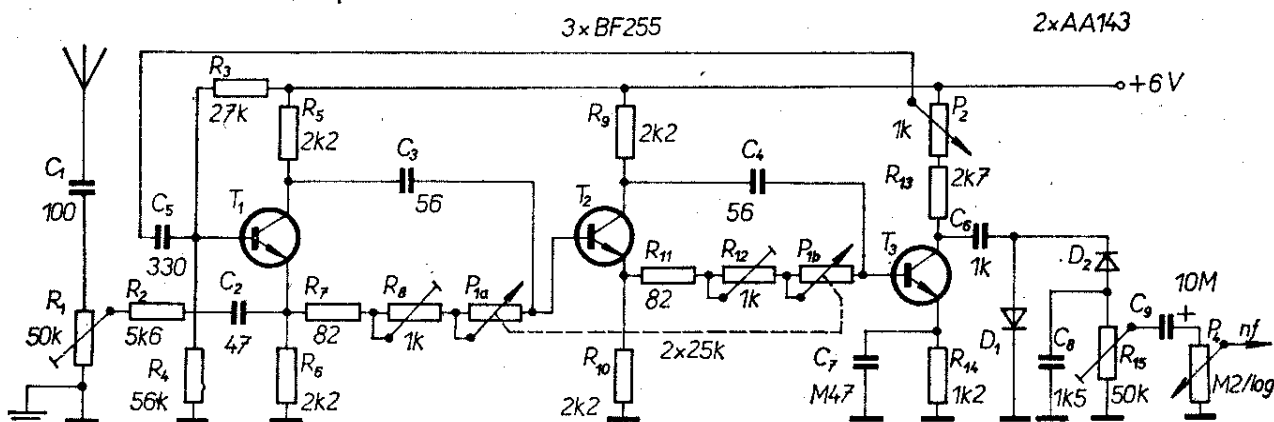 3×BF255
2×AA143
R3
27k
+6V
R5
2k2
R9
2k2
P2
1k
C1
100
C3
56
C4
56
R13
2k7
C5
330
T1
T2
T3
C6
1k
D2
10M
R1
50k
R2
5k6
C2
47
R7
82
R8
1k
P1a
R11
82
R12
1k
P1b
2×25k
D1
C8
1k5
C9
+
P4
nf
M2/log
R4
56k
R6
2k2
R10
2k2
C7
M47
R14
1k2
R15
50k